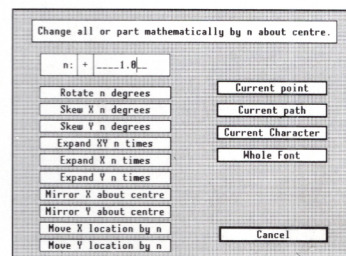 Change all or part mathematically by n about centre.
n: + ____1.0__
Rotate n degrees
Skew X n degrees
Skew Y n degrees
Expand XY n times
Expand X n times
Expand Y n times
Mirror X about centre
Mirror Y about centre
Move X location by n
Move Y location by n
Current point
Current path
Current Character
Whole Font
Cancel